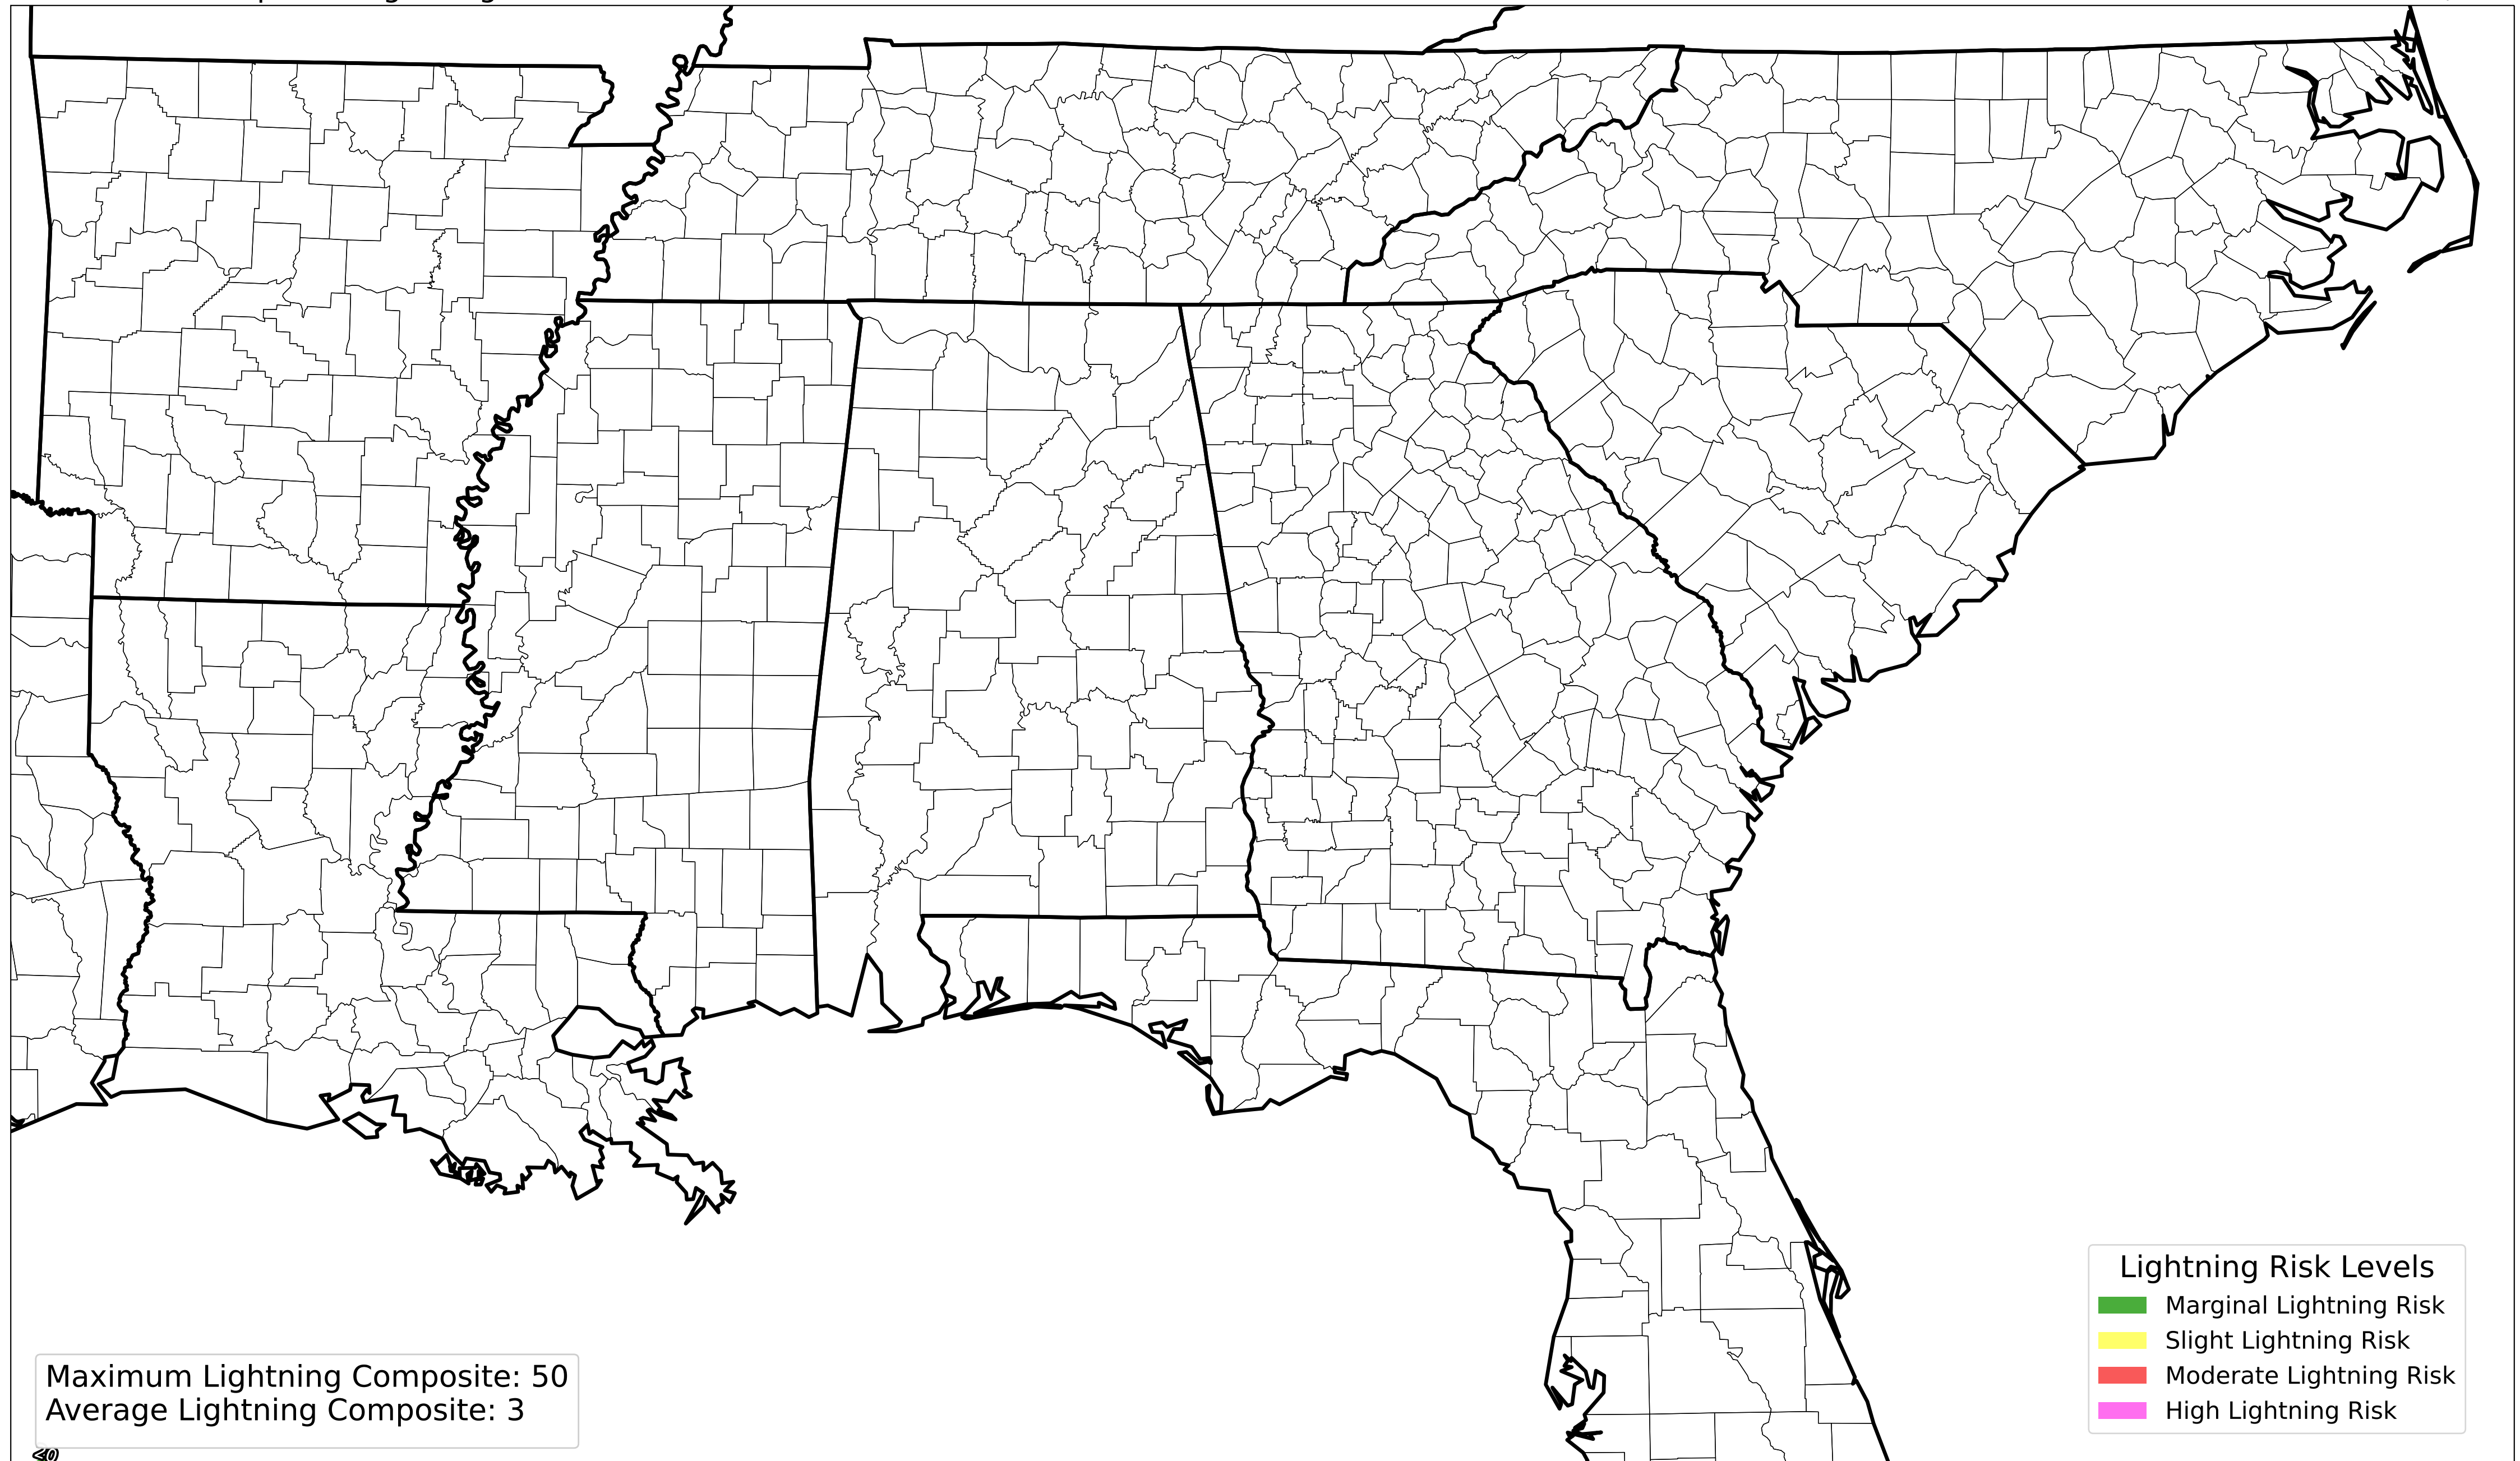 Maximum Lightning Composite: 50
Average Lightning Composite: 3
Lightning Risk Levels
Marginal Lightning Risk
Slight Lightning Risk
Moderate Lightning Risk
High Lightning Risk